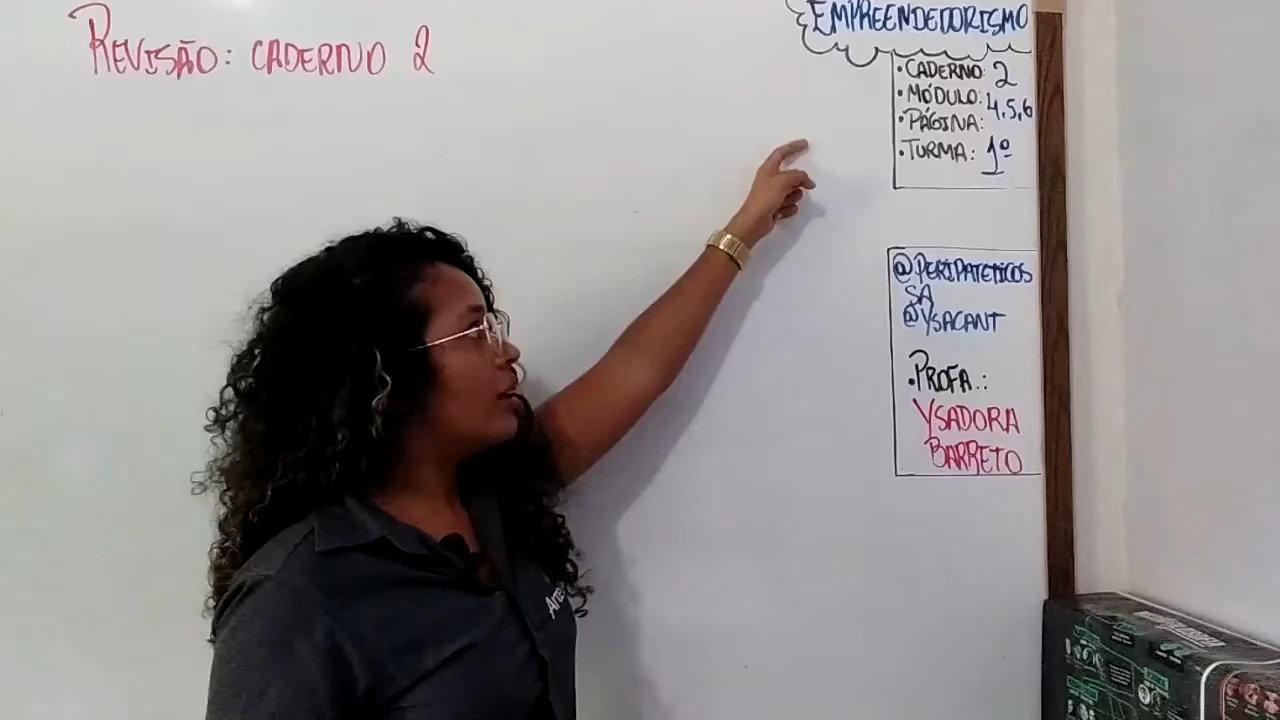 REVISÃO: CADERNO 2
EMPREENDEDORISMO
• CADERNO: 2
• MÓDULO: 4,5,6
• PÁGINA:
• TURMA: 1º
@PERIPATETICOS
SA
@YSACANT
• PROFA.:
YSADORA
BARRETO